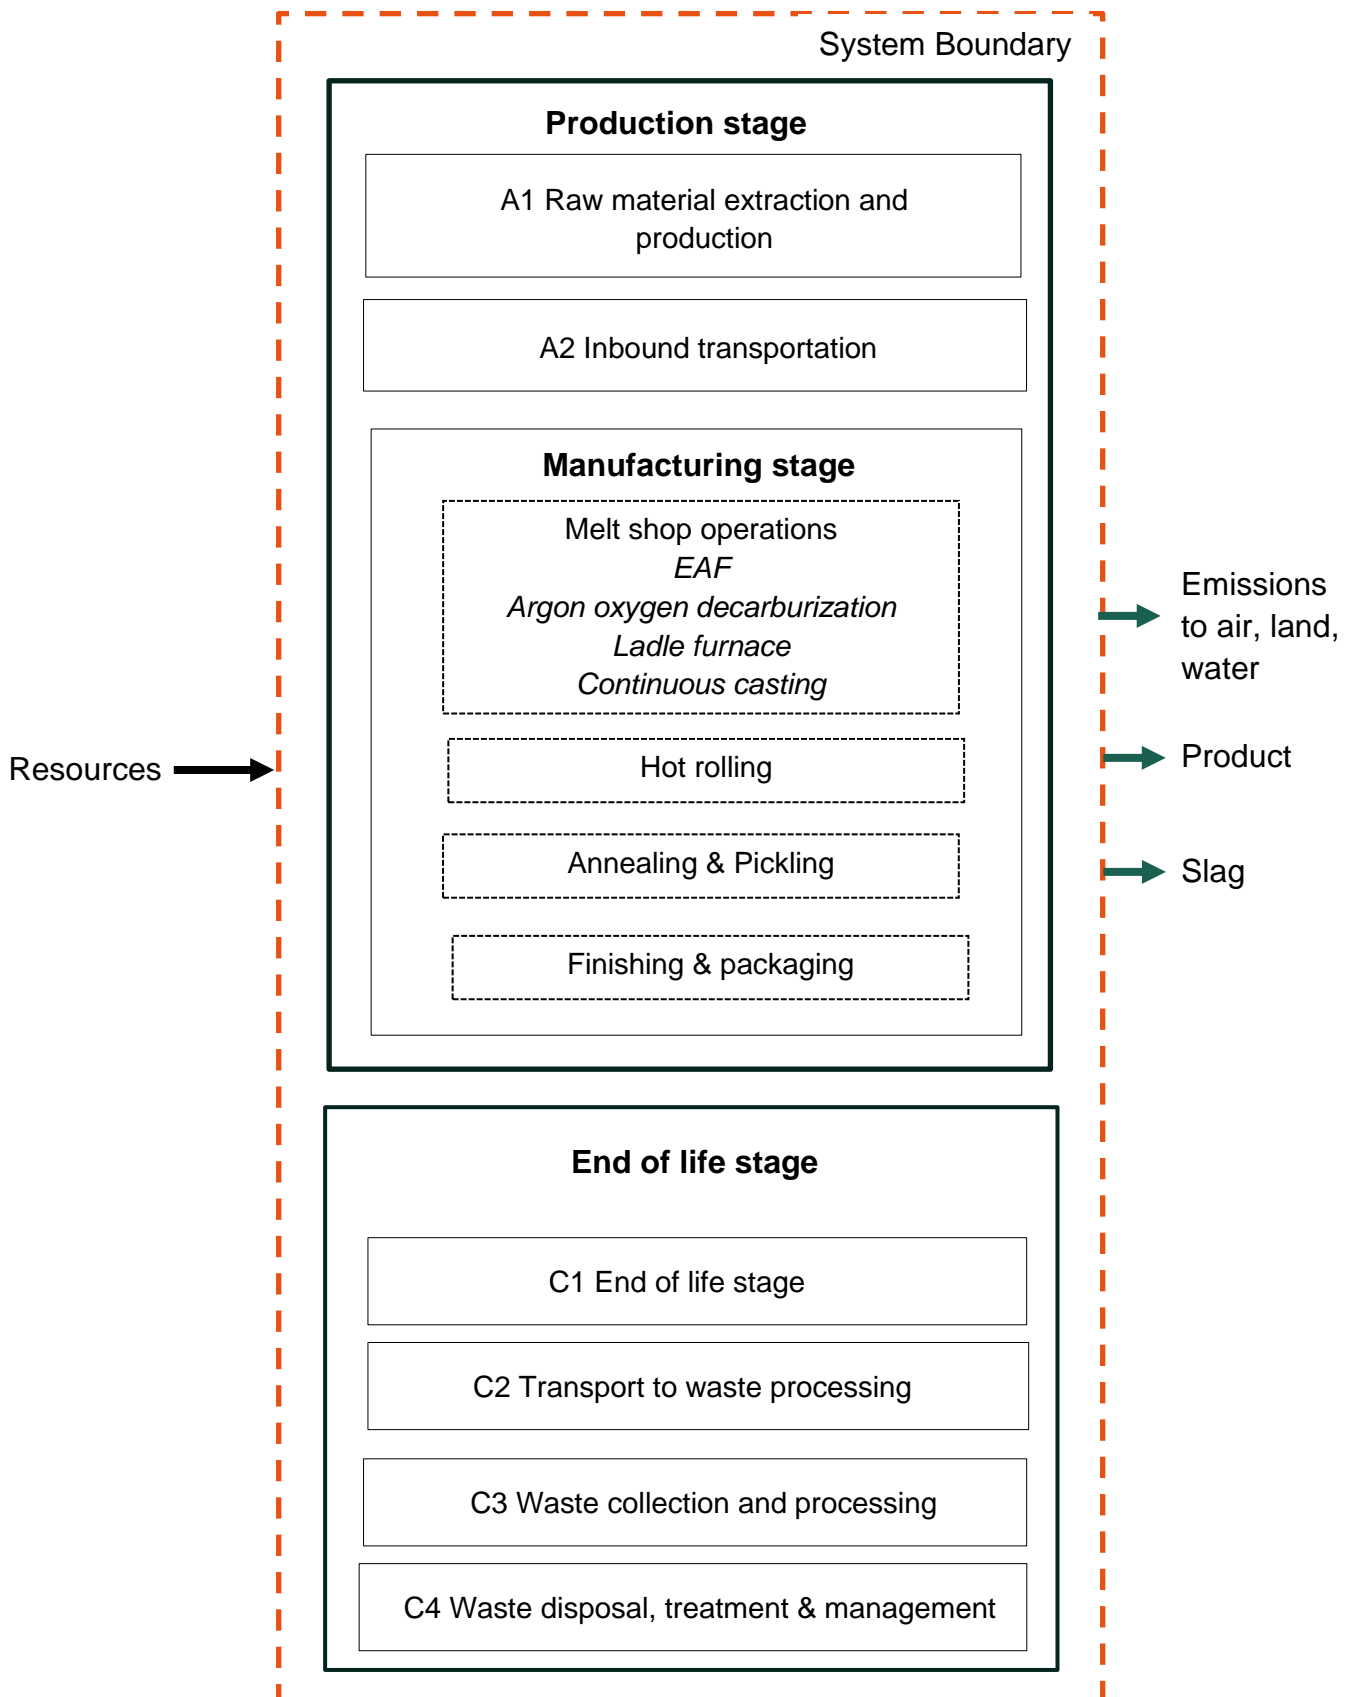 System Boundary
Production stage
A1 Raw material extraction and
production
A2 Inbound transportation
Manufacturing stage
Melt shop operations
EAF
Argon oxygen decarburization
Ladle furnace
Continuous casting
Hot rolling
Annealing & Pickling
Finishing & packaging
Resources
Emissions
to air, land,
water
Product
Slag
End of life stage
C1 End of life stage
C2 Transport to waste processing
C3 Waste collection and processing
C4 Waste disposal, treatment & management